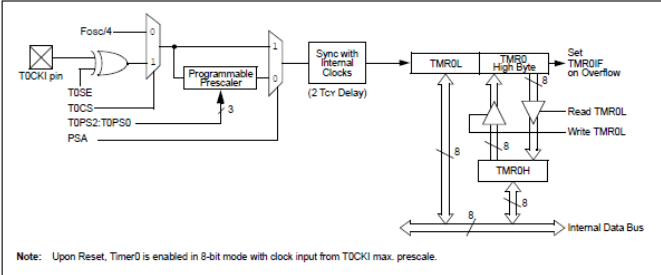 Fosc/4
0
1
T0CKI pin
T0SE
T0CS
T0PS2:T0PS0
PSA
Programmable
Prescaler
3
1
0
Sync with
Internal
Clocks
(2 TCY Delay)
TMR0L
TMR0
High Byte
8
Set
TMR0IF
on Overflow
Read TMR0L
Write TMR0L
8
8
TMR0H
8
8
Internal Data Bus
Note: Upon Reset, Timer0 is enabled in 8-bit mode with clock input from T0CKI max. prescale.